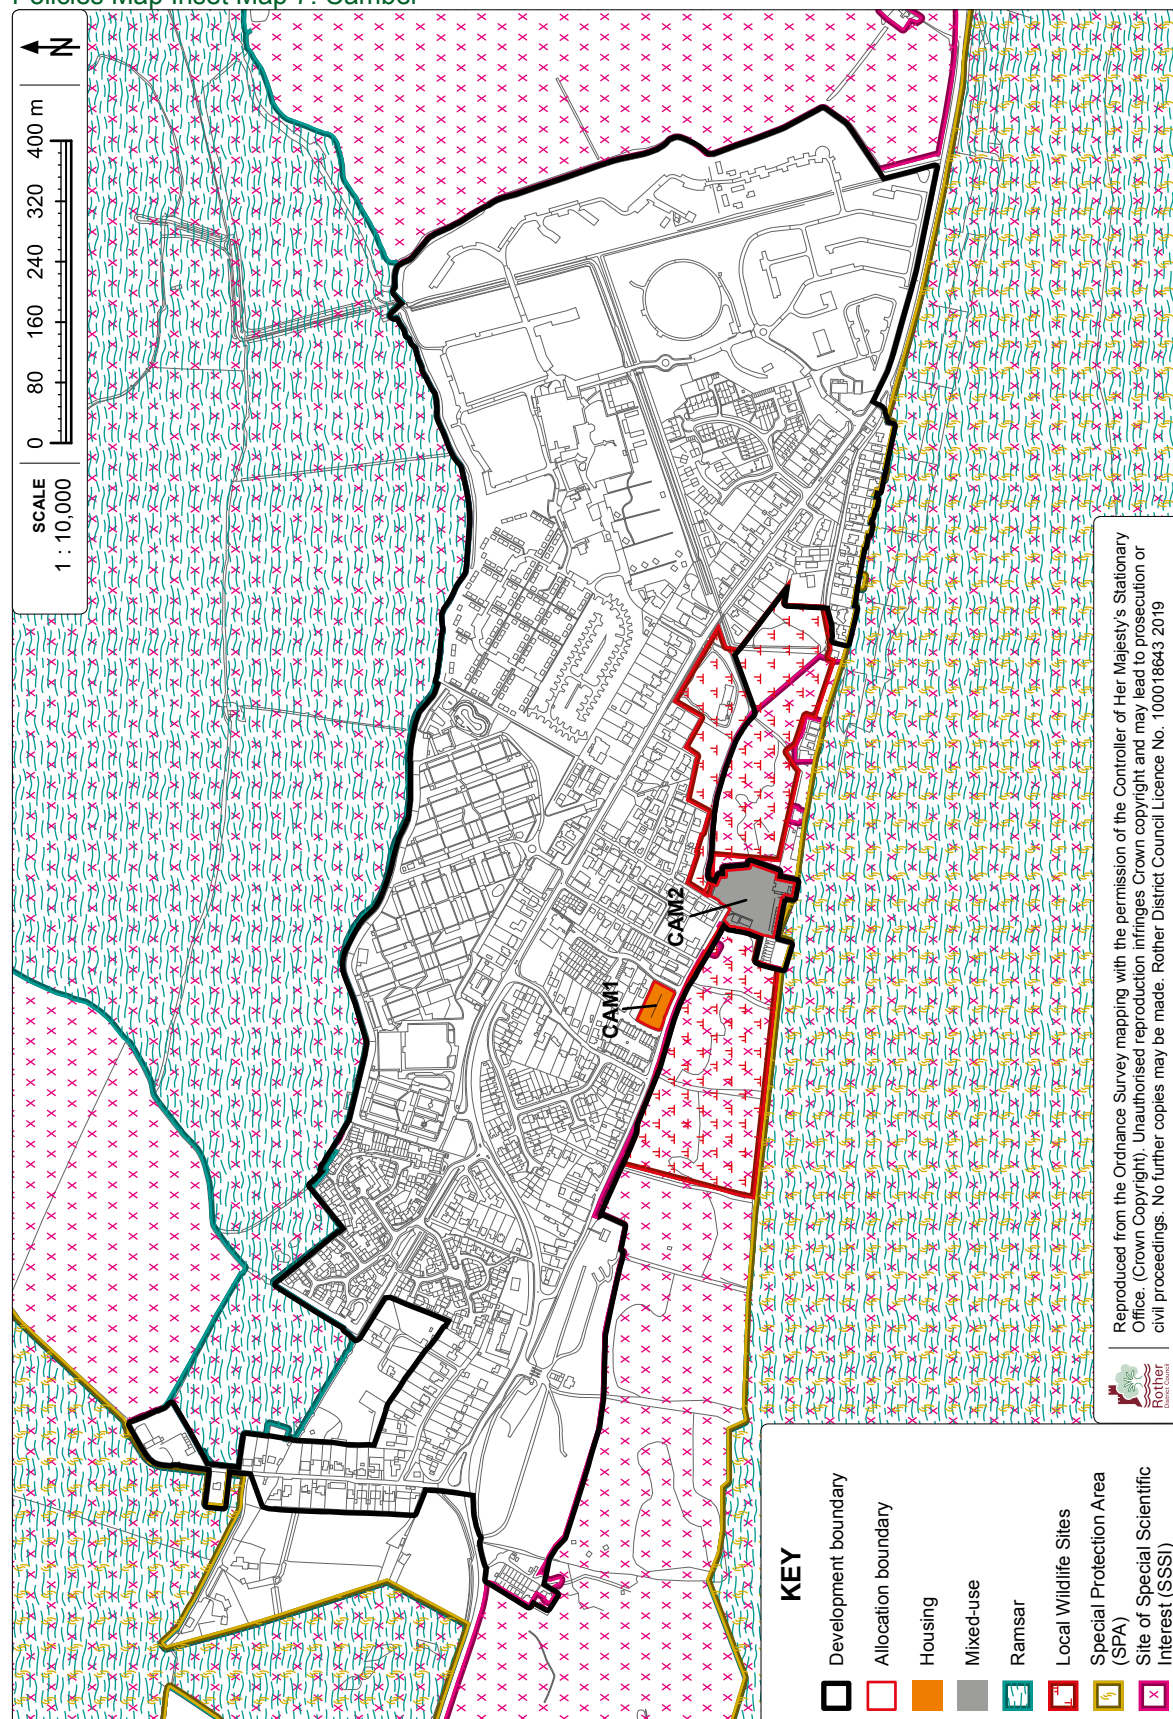 Policies Map Inset Map 7: Camber
N
SCALE
1 : 10,000
0 80 160 240 320 400 m
CAM1
CAM2
KEY
Development boundary
Allocation boundary
Housing
Mixed-use
Ramsar
Local Wildlife Sites
Special Protection Area
(SPA)
Site of Special Scientific
Interest (SSSI)
Rother
District Council
Reproduced from the Ordnance Survey mapping with the permission of the Controller of Her Majesty's Stationary
Office. (Crown Copyright). Unauthorised reproduction infringes Crown copyright and may lead to prosecution or
civil proceedings. No further copies may be made. Rother District Council Licence No. 100018643 2019